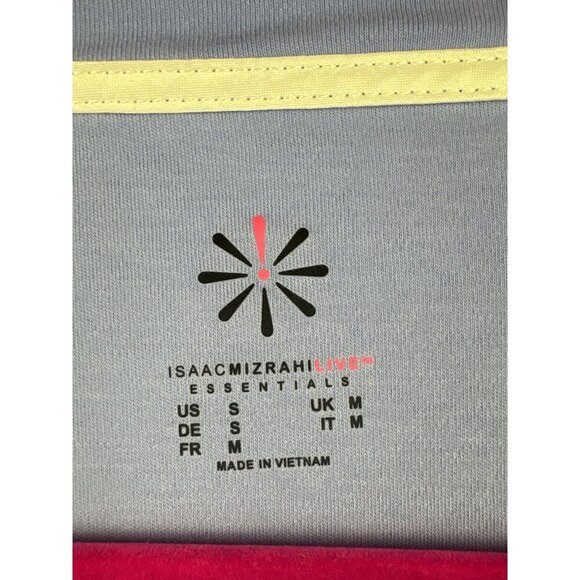 ISAACMIZRAHILIVE™
ESSENTIALS
US S UK M
DE S IT M
FR M
MADE IN VIETNAM